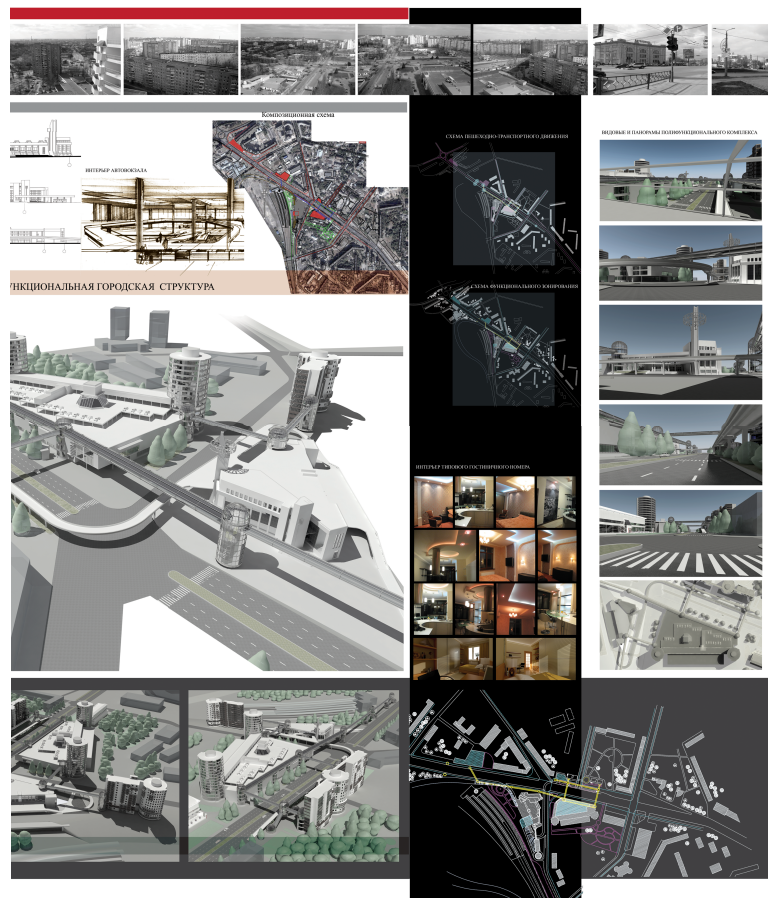 Композиционная схема
СХЕМА ПЕШЕХОДНО-ТРАНСПОРТНОГО ДВИЖЕНИЯ
ВИДОВЫЕ И ПАНОРАМЫ ПОЛИФУНКЦИОНАЛЬНОГО КОМПЛЕКСА
ИНТЕРЬЕР АВТОВОКЗАЛА
УНКЦИОНАЛЬНАЯ ГОРОДСКАЯ СТРУКТУРА
СХЕМА ФУНКЦИОНАЛЬНОГО ЗОНИРОВАНИЯ
ИНТЕРЬЕР ТИПОВОГО ГОСТИНИЧНОГО НОМЕРА